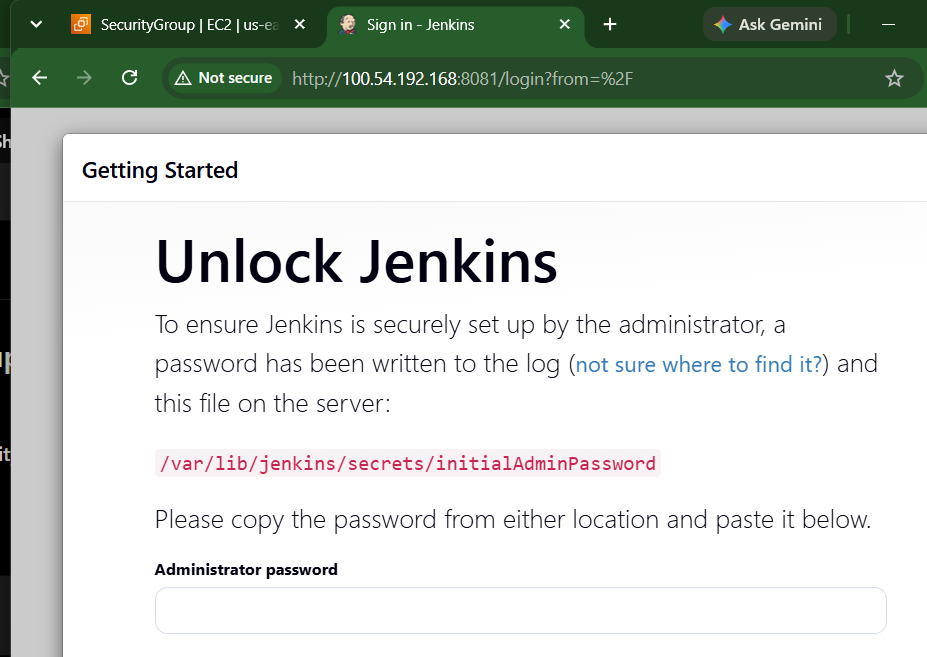 SecurityGroup | EC2 | us-ea
Sign in - Jenkins
Ask Gemini
Not secure
http://100.54.192.168:8081/login?from=%2F
Getting Started
Unlock Jenkins
To ensure Jenkins is securely set up by the administrator, a
password has been written to the log (not sure where to find it?) and
this file on the server:
/var/lib/jenkins/secrets/initialAdminPassword
Please copy the password from either location and paste it below.
Administrator password